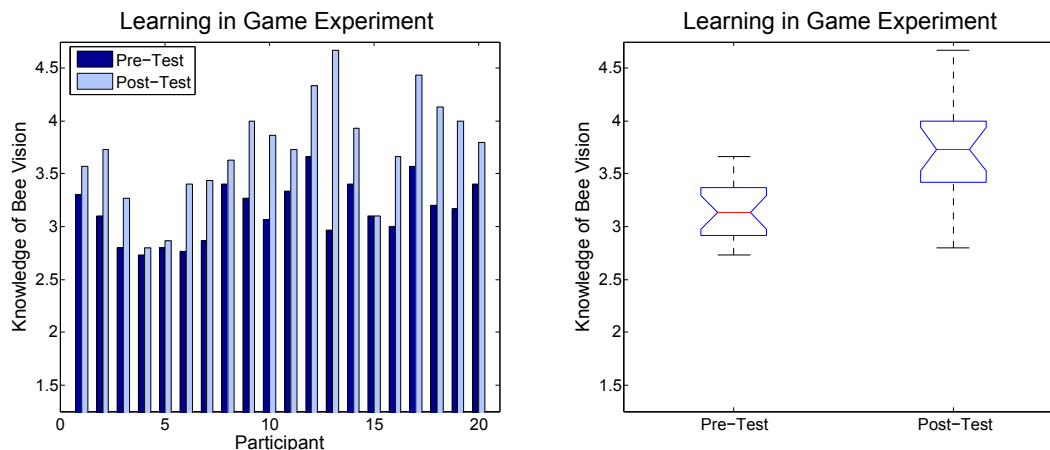 Learning in Game Experiment
Knowledge of Bee Vision
4.5
4
3.5
3
2.5
2
1.5
Pre-Test
Post-Test
0
5
10
15
20
Participant
Learning in Game Experiment
Knowledge of Bee Vision
4.5
4
3.5
3
2.5
2
1.5
Pre-Test
Post-Test